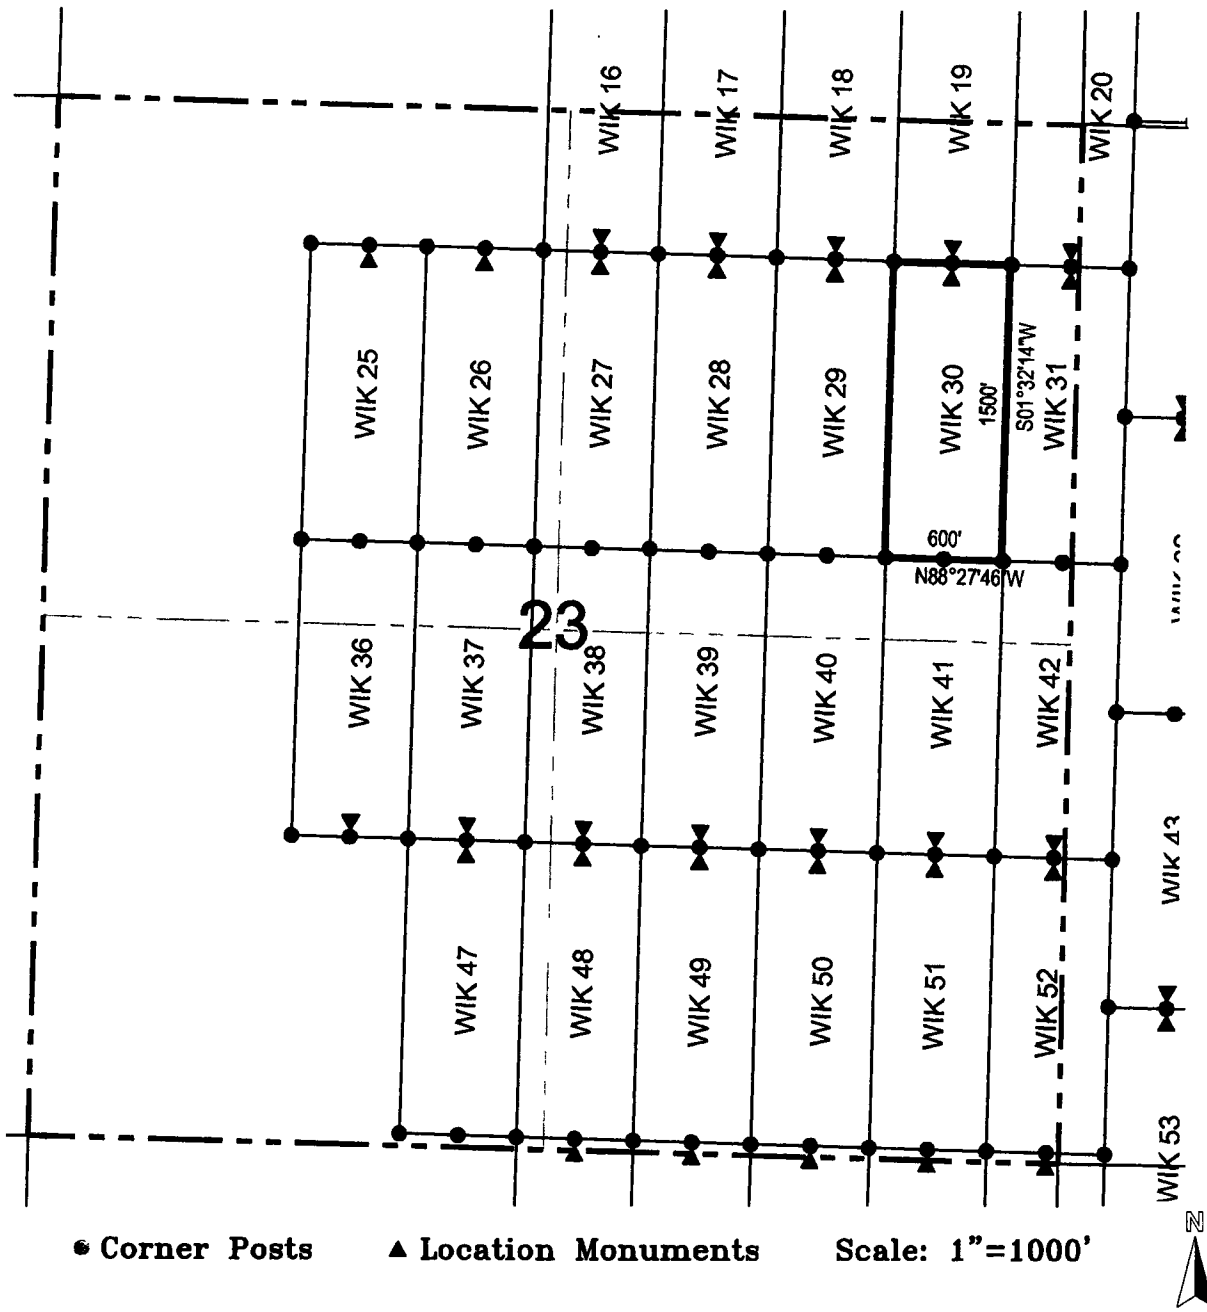 WIK 16
WIK 17
WIK 18
WIK 19
WIK 20
WIK 25
WIK 26
WIK 27
WIK 28
WIK 29
WIK 30
1500'
S01°32'14"W
WIK 31
600'
N88°27'46"W
23
WIK 36
WIK 37
WIK 38
WIK 39
WIK 40
WIK 41
WIK 42
WIK 43
WIK 47
WIK 48
WIK 49
WIK 50
WIK 51
WIK 52
WIK 53
N
Corner Posts
Location Monuments
Scale: 1"=1000'